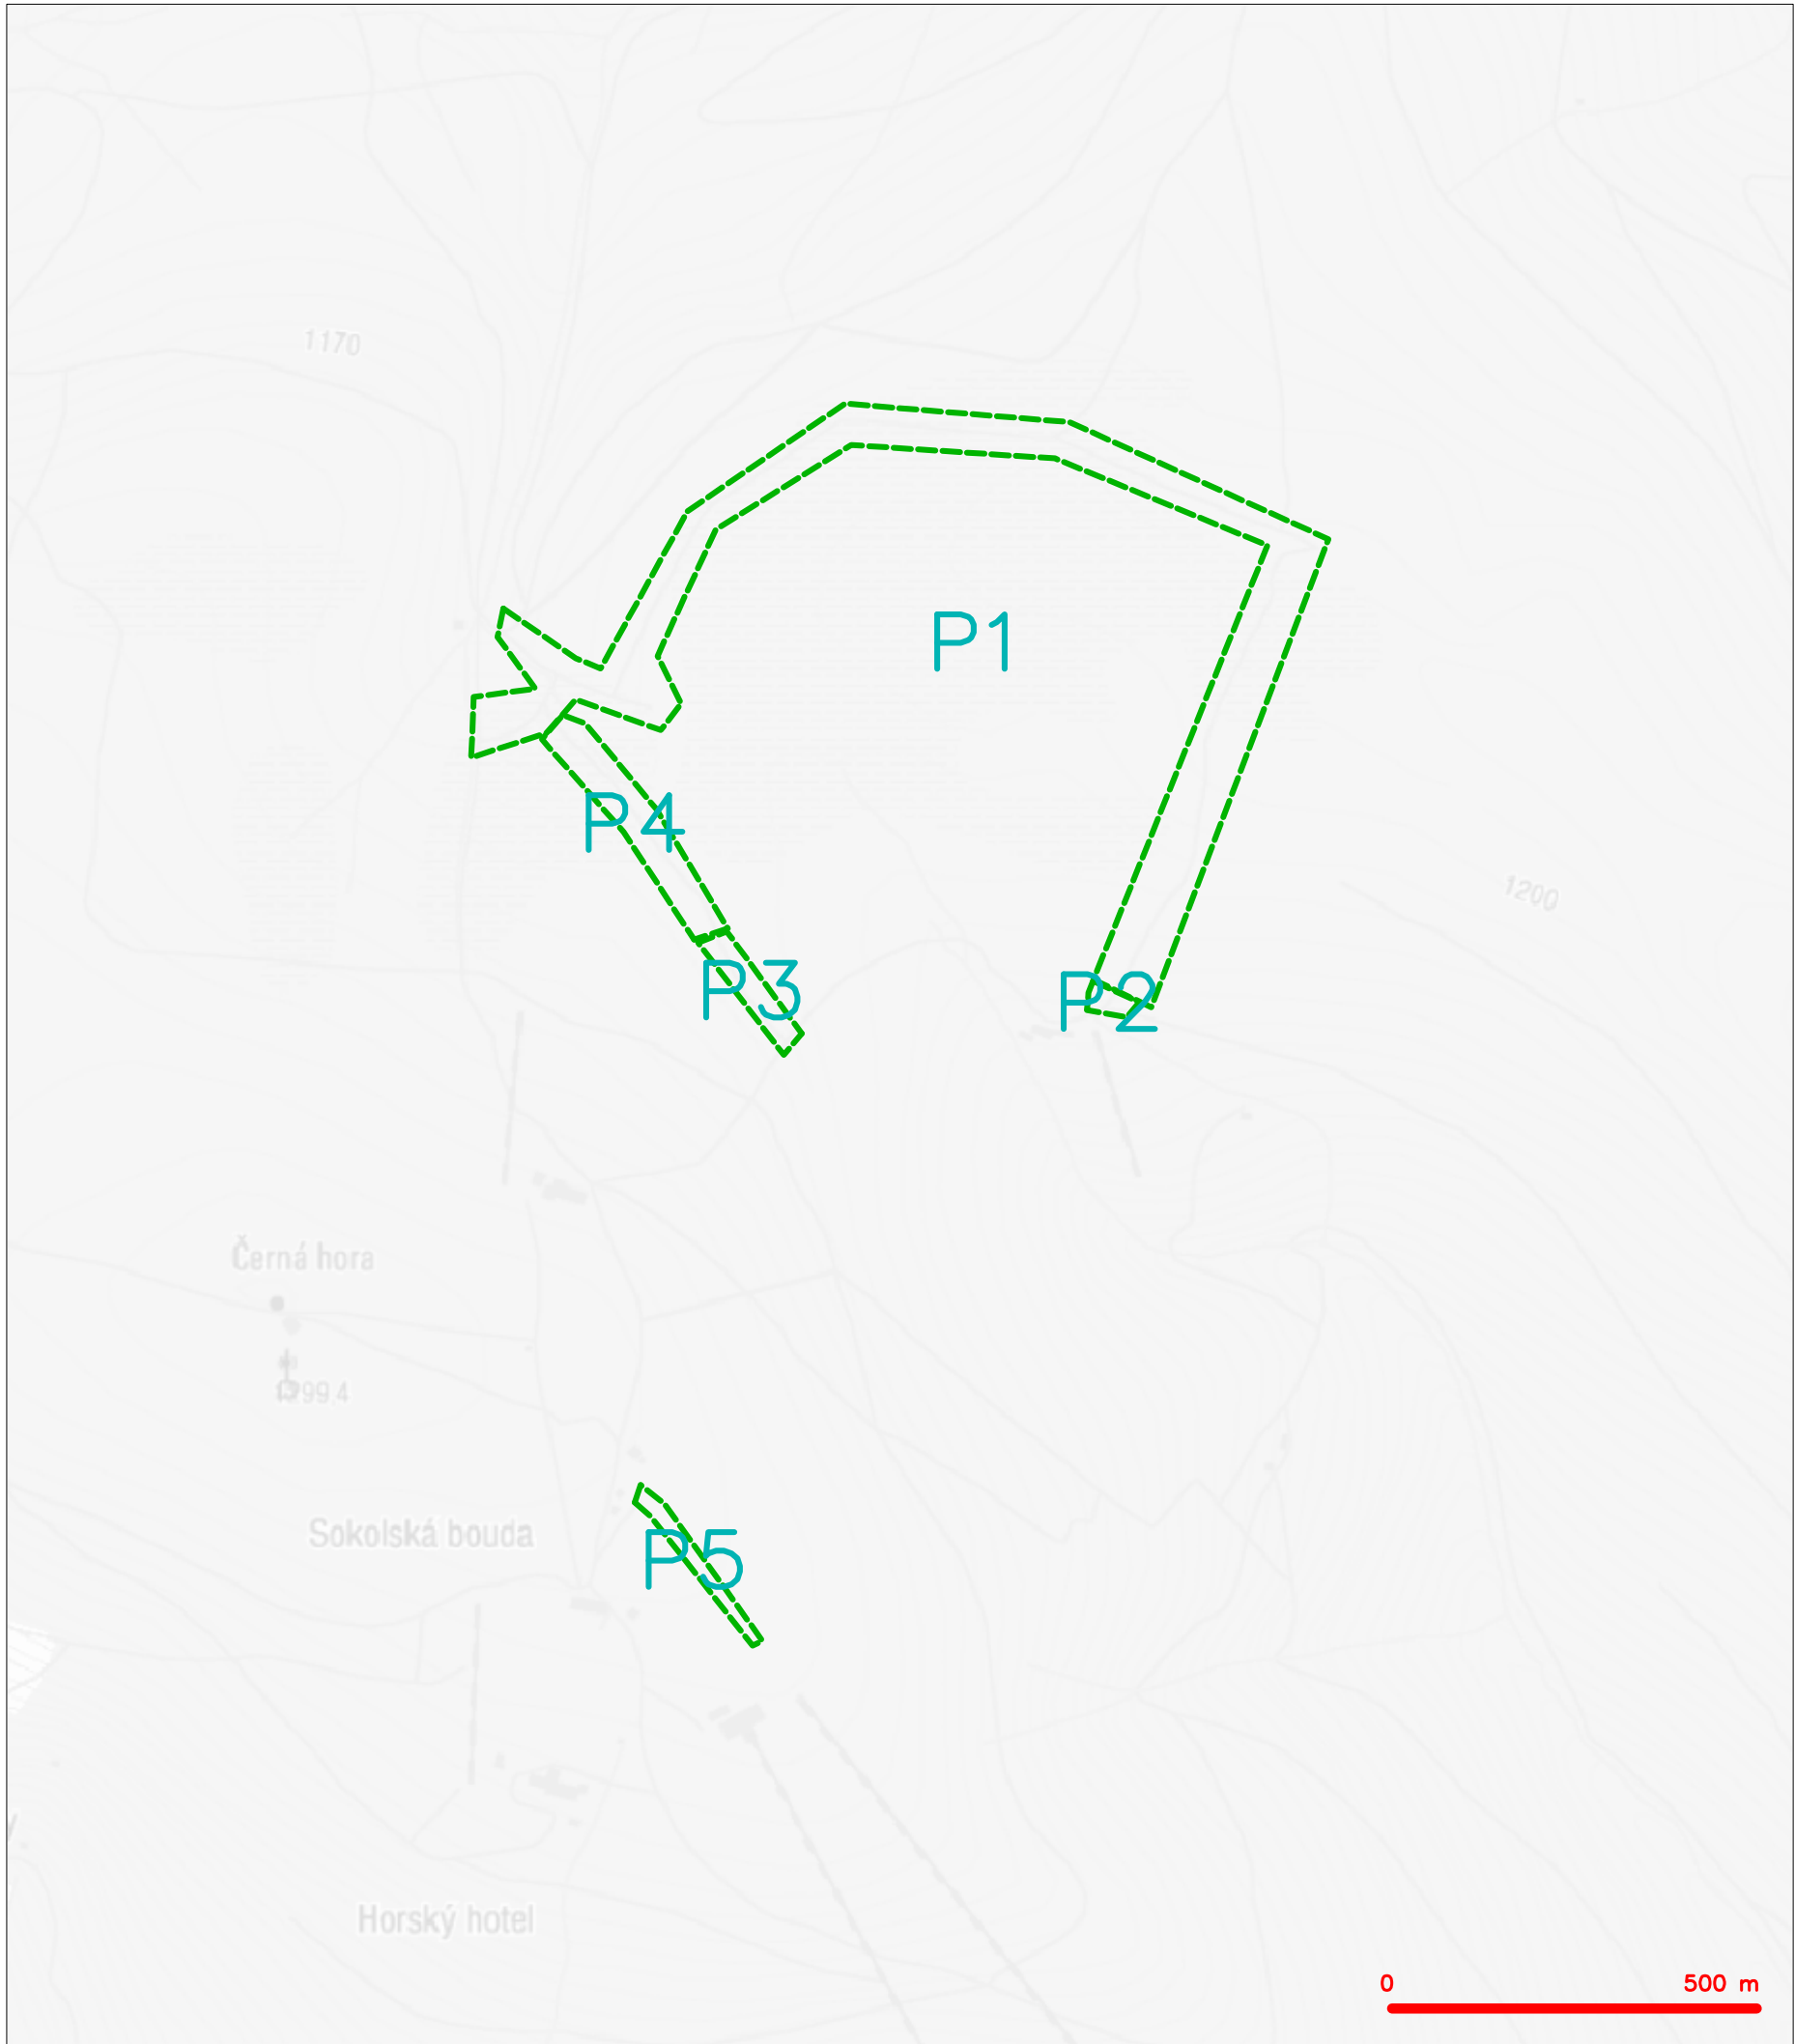 1170
P1
P4
1200
P3
P2
Černá hora
1299.4
Sokolská bouda
P5
Horský hotel
0 500 m